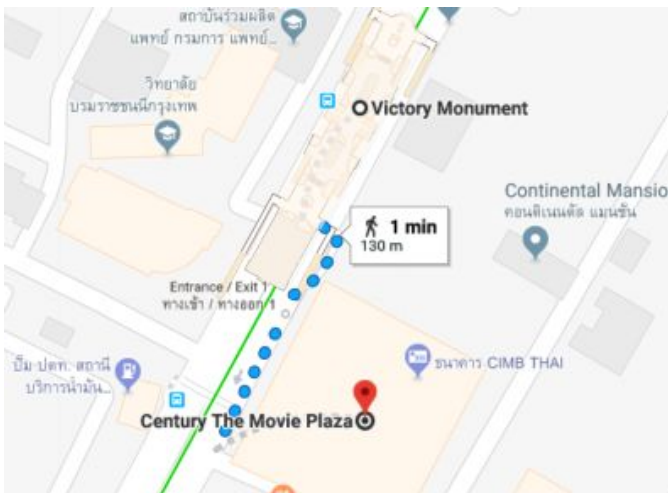 สถาบันร่วมผลิต
แพทย์ กรมการ แพทย์...
วิทยาลัย
บรมราชชนนีกรุงเทพ
Victory Monument
Continental Mansio
คอนติเนนตัล แมนชั่น
1 min
130 m
Entrance / Exit 1
ทางเข้า / ทางออก 1
ปั๊ม ปตท. สถานี
บริการน้ำมัน...
ธนาคาร CIMB THAI
Century The Movie Plaza